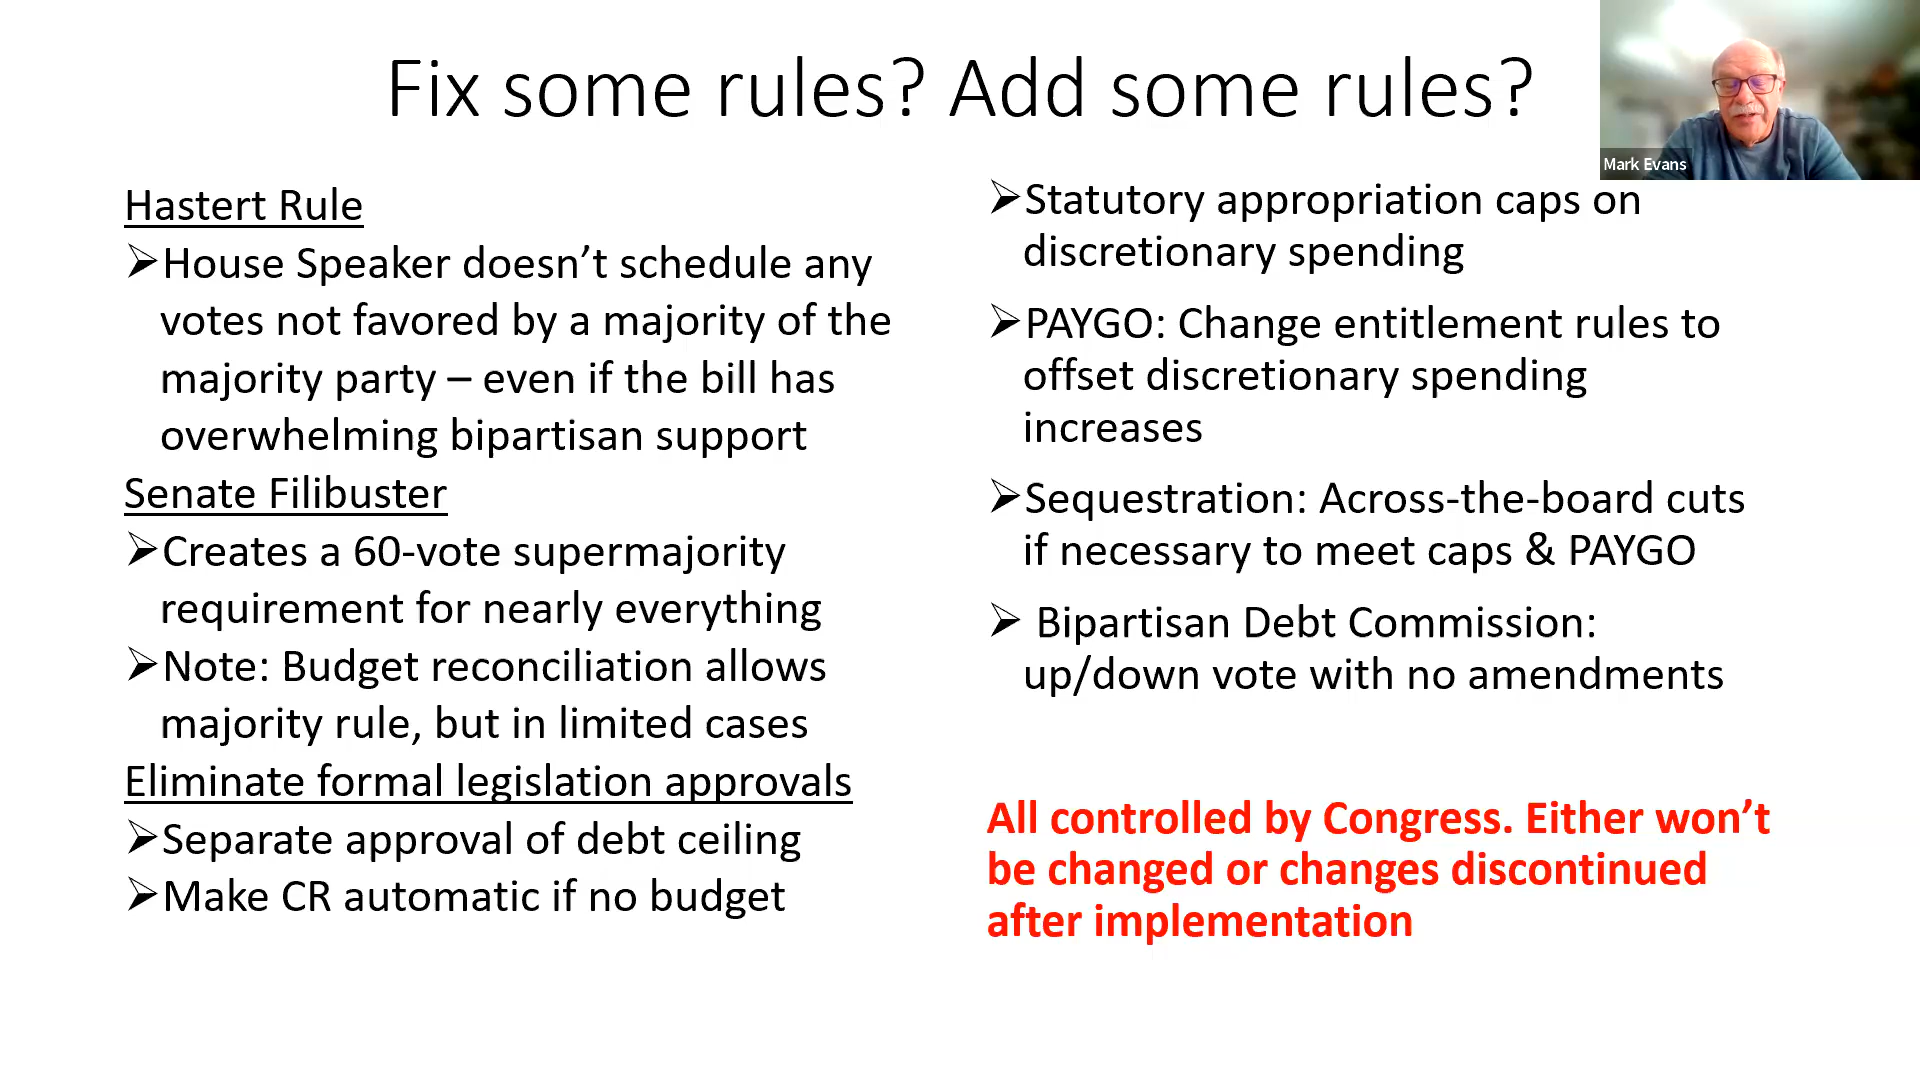 Fix some rules? Add some rules?
Mark Evans
Hastert Rule
➢House Speaker doesn’t schedule any
votes not favored by a majority of the
majority party – even if the bill has
overwhelming bipartisan support
Senate Filibuster
➢Creates a 60-vote supermajority
requirement for nearly everything
➢Note: Budget reconciliation allows
majority rule, but in limited cases
Eliminate formal legislation approvals
➢Separate approval of debt ceiling
➢Make CR automatic if no budget
➢Statutory appropriation caps on
discretionary spending
➢PAYGO: Change entitlement rules to
offset discretionary spending
increases
➢Sequestration: Across-the-board cuts
if necessary to meet caps & PAYGO
➢ Bipartisan Debt Commission:
up/down vote with no amendments
All controlled by Congress. Either won’t
be changed or changes discontinued
after implementation